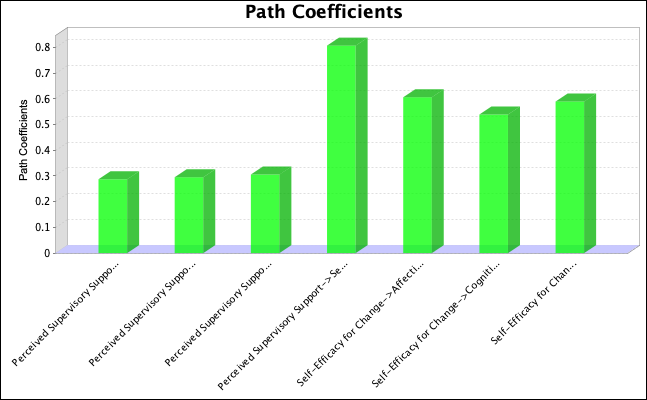 Path Coefficients
Path Coefficients
0.8
0.7
0.6
0.5
0.4
0.3
0.2
0.1
0
Perceived Supervisory Suppo...
Perceived Supervisory Suppo...
Perceived Supervisory Suppo...
Perceived Supervisory Support->Se...
Self-Efficacy for Change->Affecti...
Self-Efficacy for Change->Cogniti...
Self-Efficacy for Chan...